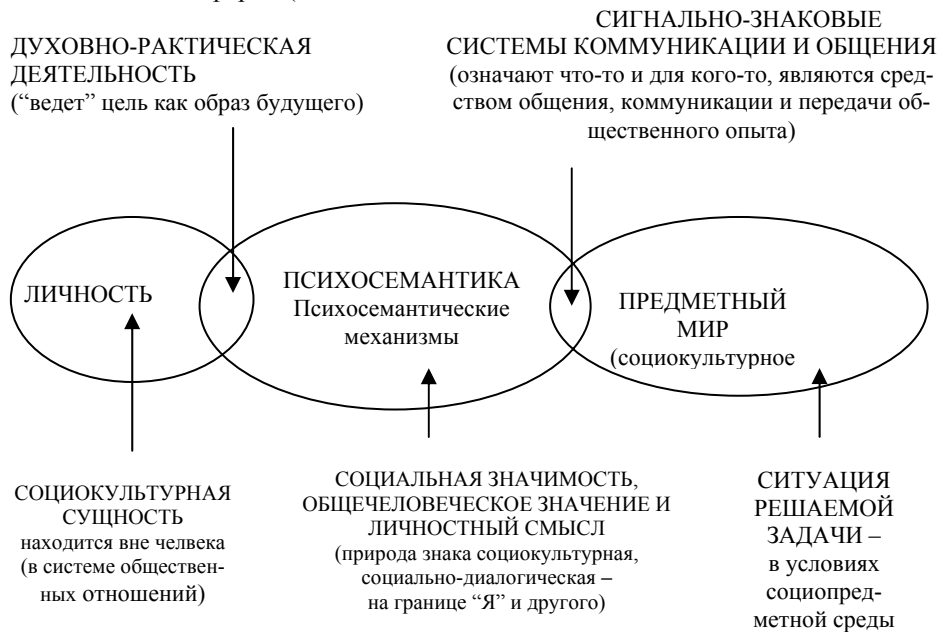 СИГНАЛЬНО-ЗНАКОВЫЕ
СИСТЕМЫ КОММУНИКАЦИИ И ОБЩЕНИЯ
(означают что-то и для кого-то, являются сред-
ством общения, коммуникации и передачи об-
щественного опыта)
ДУХОВНО-РАКТИЧЕСКАЯ
ДЕЯТЕЛЬНОСТЬ
(“ведет” цель как образ будущего)
ЛИЧНОСТЬ
ПСИХОСЕМАНТИКА
Психосемантические
механизмы
ПРЕДМЕТНЫЙ
МИР
(социокультурное
СОЦИОКУЛЬТУРНАЯ
СУЩНОСТЬ
находится вне челвека
(в системе обществен-
ных отношений)
СОЦИАЛЬНАЯ ЗНАЧИМОСТЬ,
ОБЩЕЧЕЛОВЕЧЕСКОЕ ЗНАЧЕНИЕ И
ЛИЧНОСТНЫЙ СМЫСЛ
(природа знака социокультурная,
социально-диалогическая –
на границе “Я” и другого)
СИТУАЦИЯ
РЕШАЕМОЙ
ЗАДАЧИ –
в условиях
социопред-
метной среды